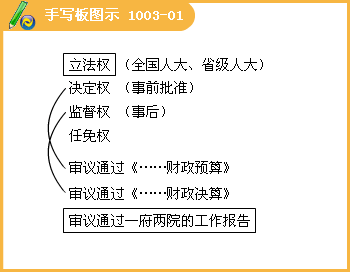 手写板图示 1003-01
立法权（全国人大、省级人大）
决定权（事前批准）
监督权（事后）
任免权
审议通过《……财政预算》
审议通过《……财政决算》
审议通过一府两院的工作报告